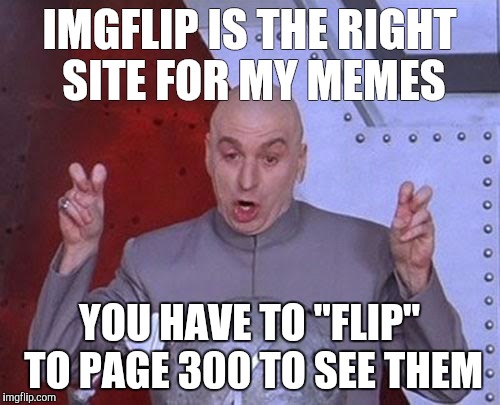 IMGFLIP IS THE RIGHT
SITE FOR MY MEMES
YOU HAVE TO "FLIP"
TO PAGE 300 TO SEE THEM
imgflip.com